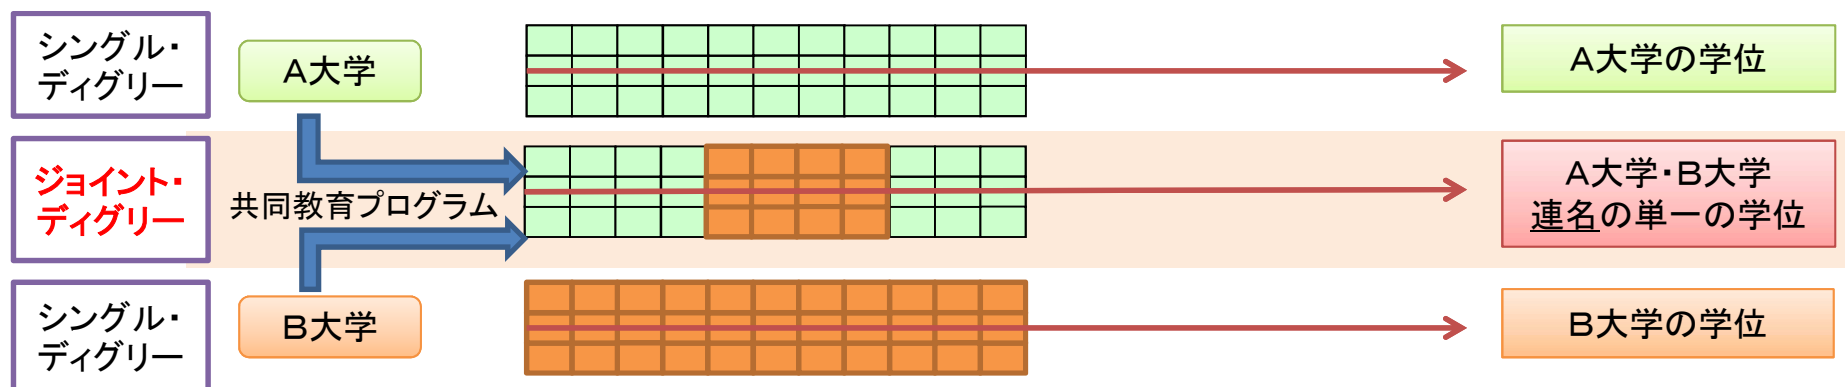 シングル・
ディグリー
A大学
A大学の学位
ジョイント・
ディグリー
共同教育プログラム
A大学・B大学
連名の単一の学位
シングル・
ディグリー
B大学
B大学の学位